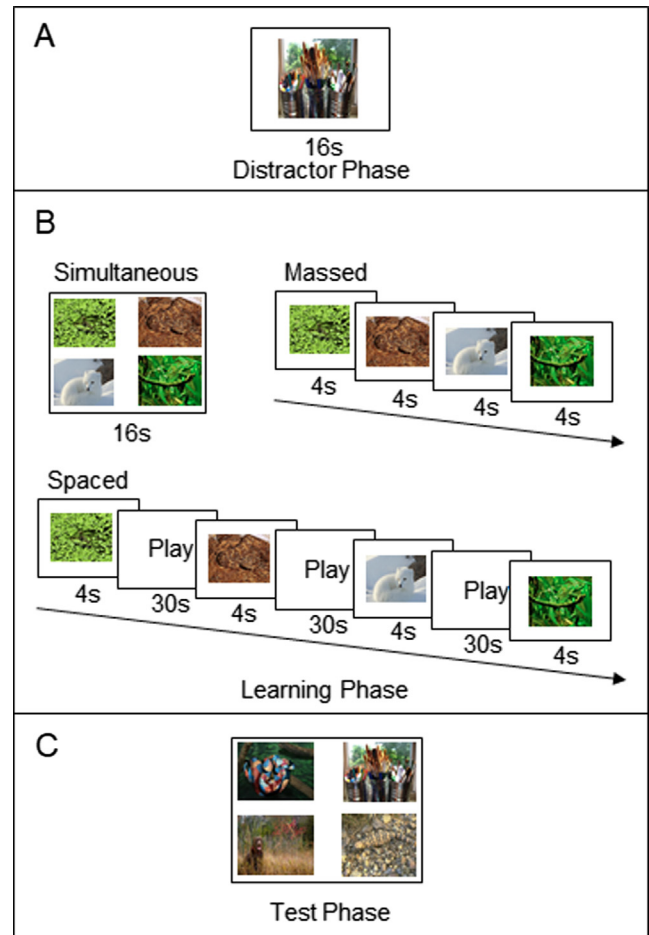 A
16s
Distractor Phase
B
Simultaneous
Massed
16s
4s
4s
4s
4s
Spaced
Play
Play
Play
4s
30s
4s
30s
4s
30s
4s
Learning Phase
C
Test Phase